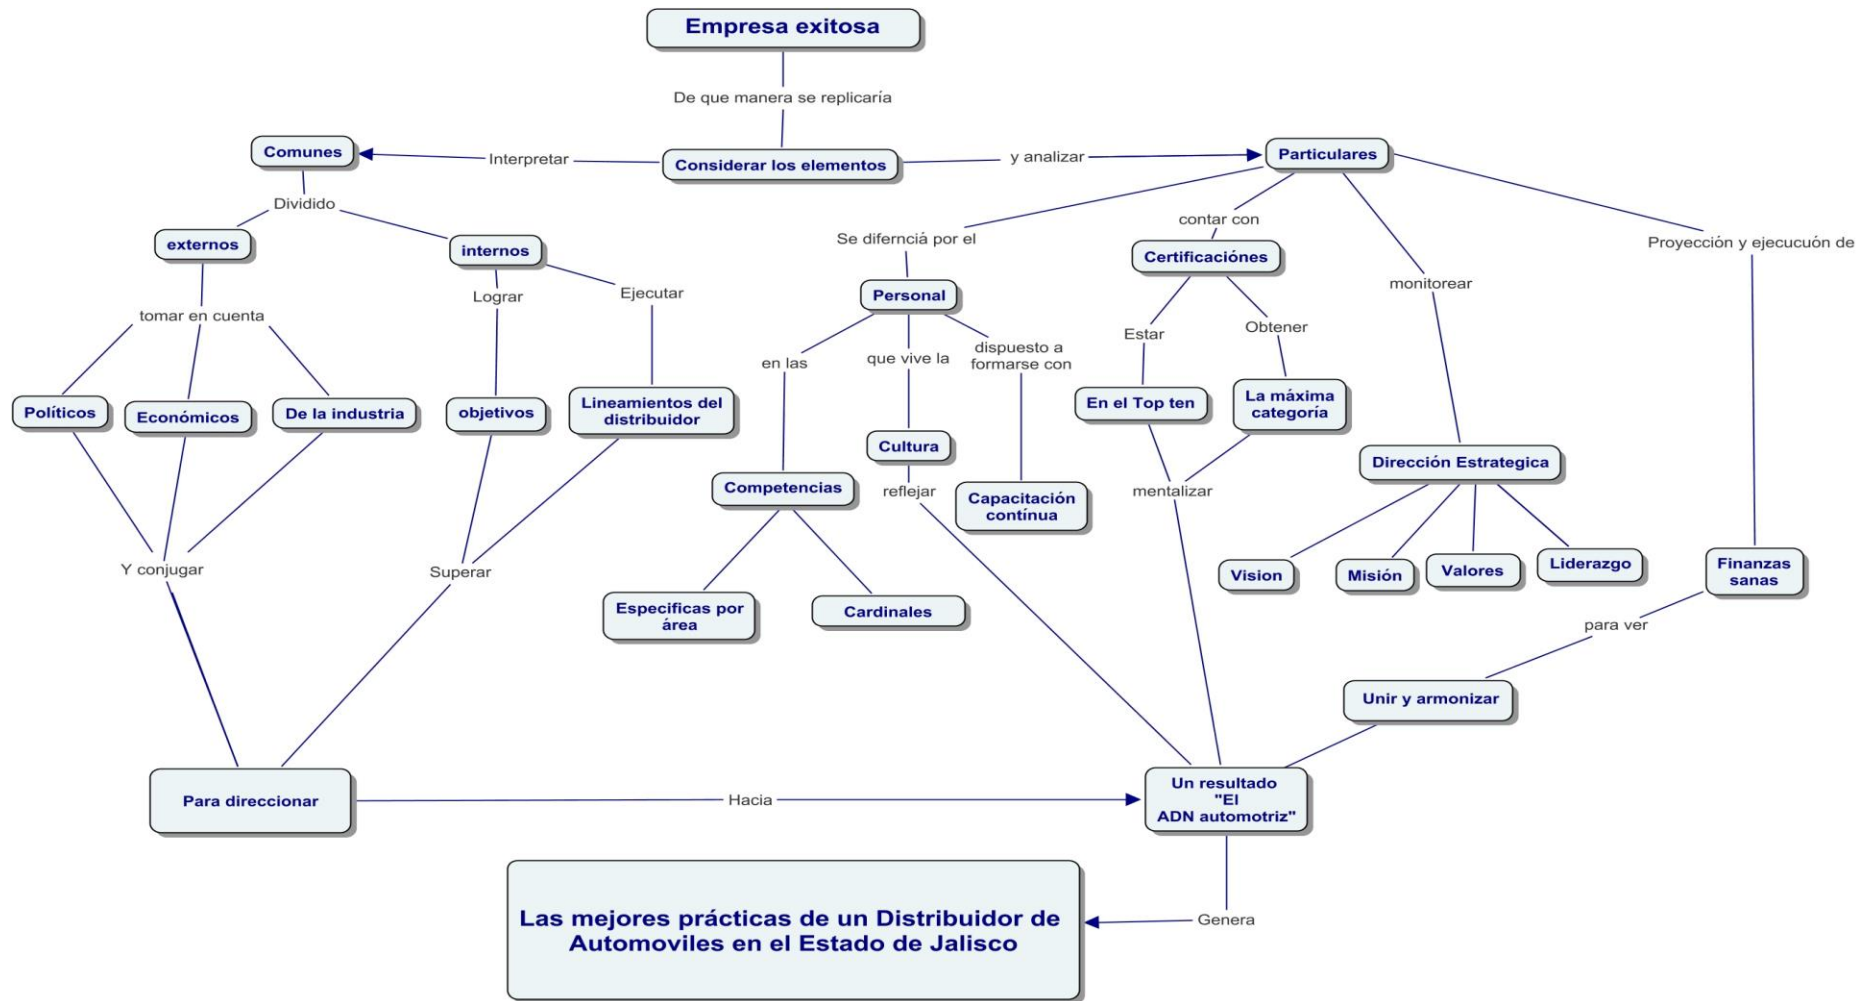 Empresa exitosa
De que manera se replicaría
Comunes
Interpretar
Considerar los elementos
y analizar
Particulares
Dividido
externos
internos
Se difernciá por el
contar con
Certificaciónes
Proyección y ejecucuón de
Lograr
Ejecutar
Personal
monitorear
tomar en cuenta
Estar
Obtener
en las
que vive la
dispuesto a
formarse con
Políticos
Económicos
De la industria
objetivos
Lineamientos del
distribuidor
En el Top ten
La máxima
categoría
Cultura
Dirección Estrategica
Competencias
reflejar
Capacitación
contínua
mentalizar
Y conjugar
Superar
Vision
Misión
Valores
Liderazgo
Finanzas
sanas
Especificas por
área
Cardinales
para ver
Unir y armonizar
Para direccionar
Hacia
Un resultado
"El
ADN automotriz"
Las mejores prácticas de un Distribuidor de
Automoviles en el Estado de Jalisco
Genera